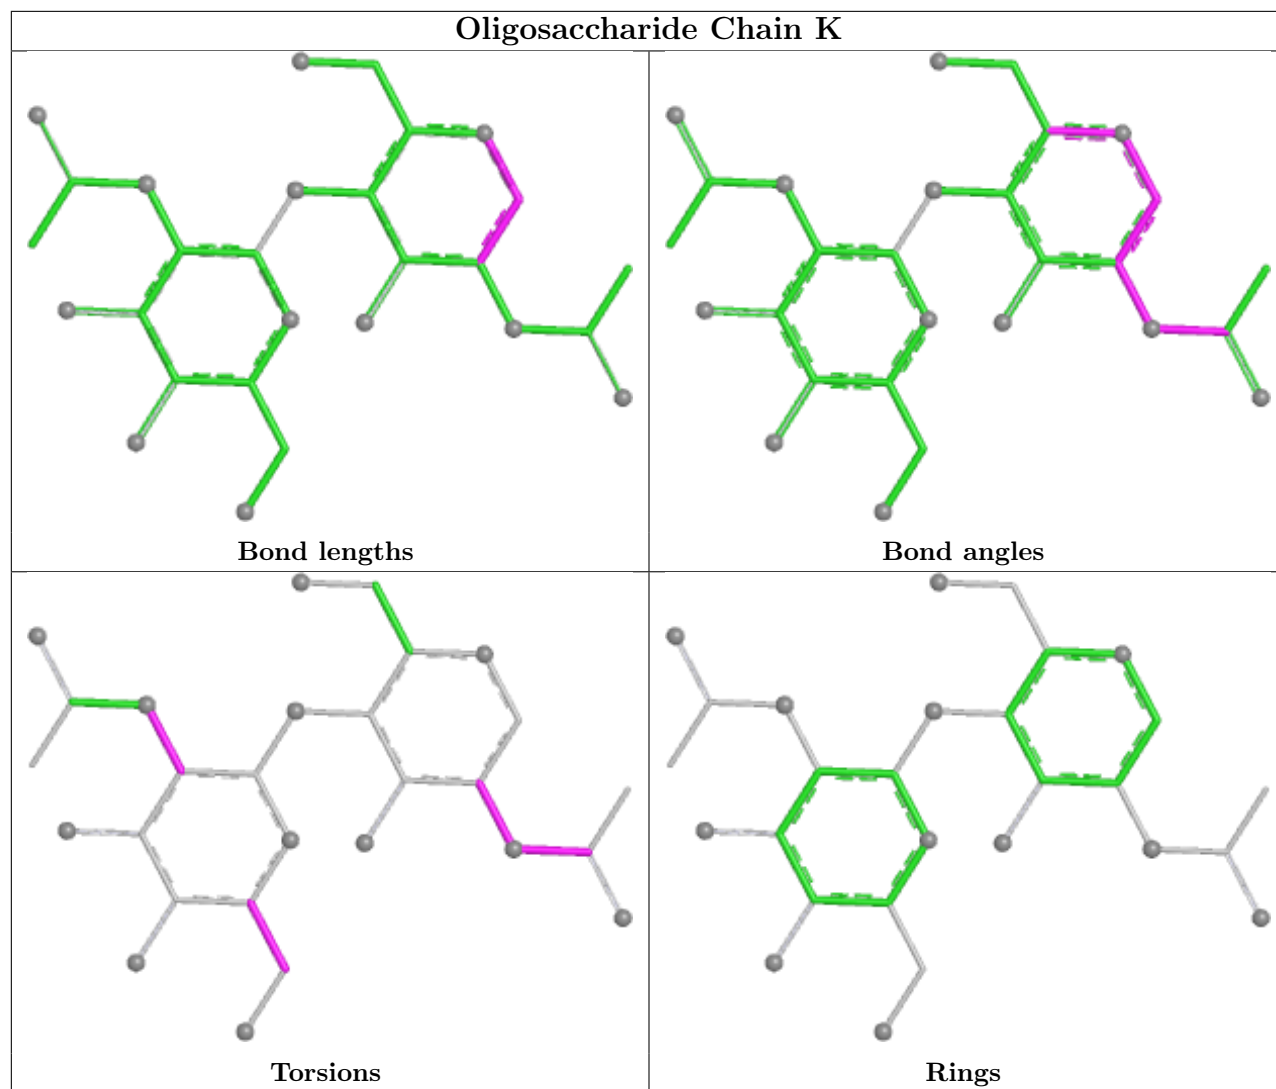 Oligosaccharide Chain K
Bond lengths
Bond angles
Torsions
Rings